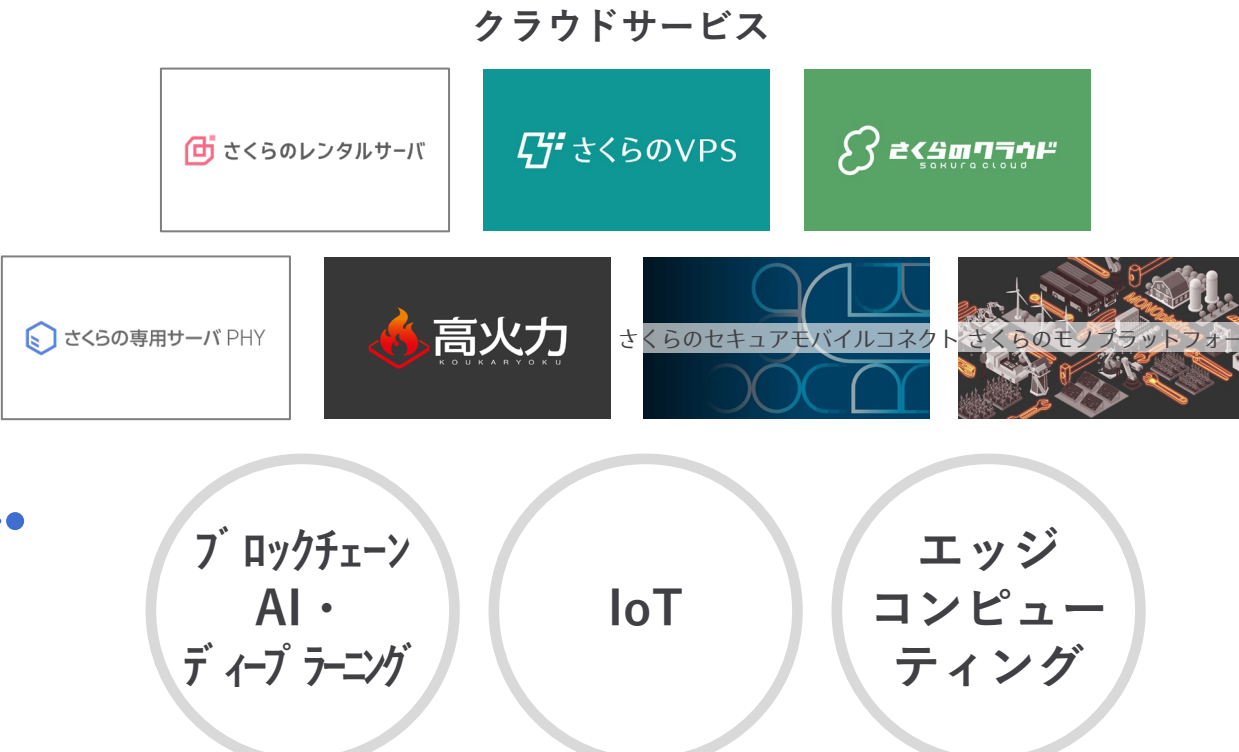 クラウドサービス
さくらのレンタルサーバ
さくらのVPS
さくらのクラウド
sakura cloud
さくらの専用サーバ PHY
高火力
KOUKARYOKU
さくらのセキュアモバイルコネクト
さくらのモノプラットフォー
ブロックチェーン
AI・
ディープラーニング
IoT
エッジ
コンピュー
ティング